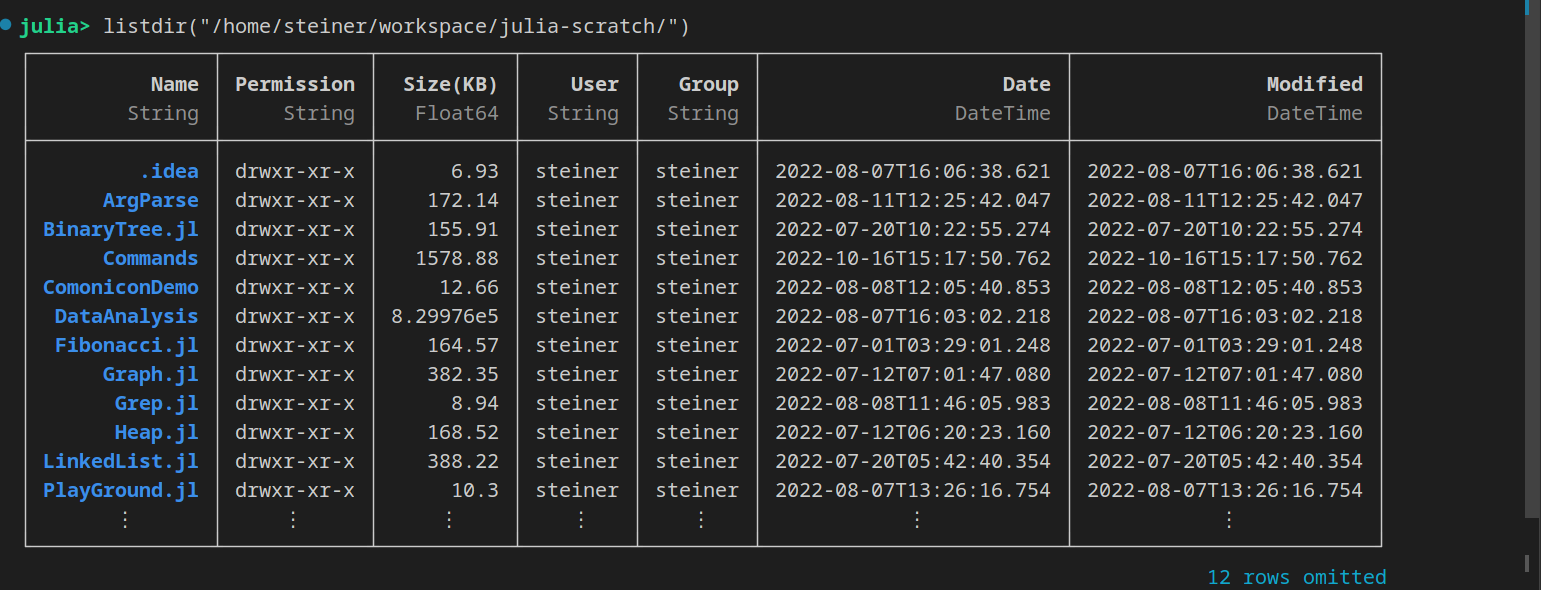 julia> listdir("/home/steiner/workspace/julia-scratch/")
Name Permission Size(KB) User Group Date Modified
String String Float64 String String DateTime DateTime
.idea drwxr-xr-x 6.93 steiner steiner 2022-08-07T16:06:38.621 2022-08-07T16:06:38.621
ArgParse drwxr-xr-x 172.14 steiner steiner 2022-08-11T12:25:42.047 2022-08-11T12:25:42.047
BinaryTree.jl drwxr-xr-x 155.91 steiner steiner 2022-07-20T10:22:55.274 2022-07-20T10:22:55.274
Commands drwxr-xr-x 1578.88 steiner steiner 2022-10-16T15:17:50.762 2022-10-16T15:17:50.762
ComoniconDemo drwxr-xr-x 12.66 steiner steiner 2022-08-08T12:05:40.853 2022-08-08T12:05:40.853
DataAnalysis drwxr-xr-x 8.29976e5 steiner steiner 2022-08-07T16:03:02.218 2022-08-07T16:03:02.218
Fibonacci.jl drwxr-xr-x 164.57 steiner steiner 2022-07-01T03:29:01.248 2022-07-01T03:29:01.248
Graph.jl drwxr-xr-x 382.35 steiner steiner 2022-07-12T07:01:47.080 2022-07-12T07:01:47.080
Grep.jl drwxr-xr-x 8.94 steiner steiner 2022-08-08T11:46:05.983 2022-08-08T11:46:05.983
Heap.jl drwxr-xr-x 168.52 steiner steiner 2022-07-12T06:20:23.160 2022-07-12T06:20:23.160
LinkedList.jl drwxr-xr-x 388.22 steiner steiner 2022-07-20T05:42:40.354 2022-07-20T05:42:40.354
PlayGround.jl drwxr-xr-x 10.3 steiner steiner 2022-08-07T13:26:16.754 2022-08-07T13:26:16.754
⋮ ⋮ ⋮ ⋮ ⋮ ⋮ ⋮
12 rows omitted